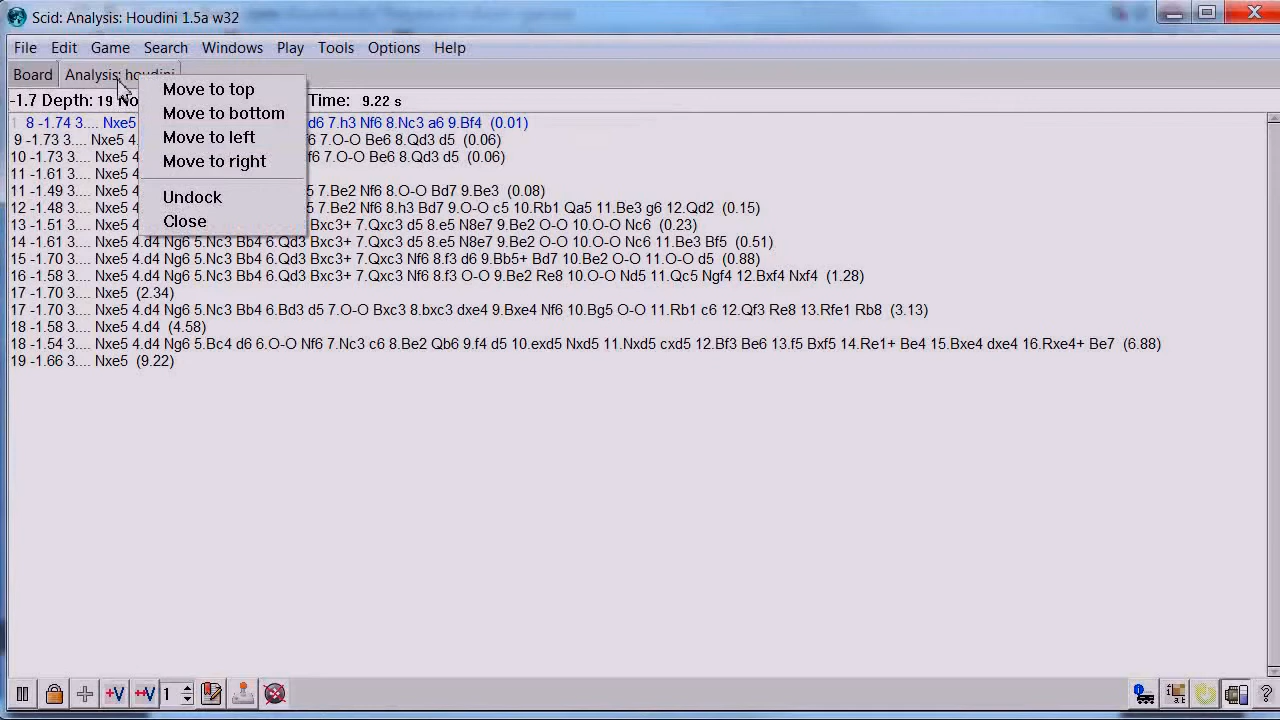 Scid: Analysis: Houdini 1.5a w32
File Edit Game Search Windows Play Tools Options Help
Board Analysis: houdini
-1.7 Depth: 19 No Time: 9.22 s
Move to top
Move to bottom
Move to left
Move to right
Undock
Close
1 8 -1.74 3.... Nxe5 d6 7.h3 Nf6 8.Nc3 a6 9.Bf4 (0.01)
9 -1.73 3.... Nxe5 4. 7.O-O Be6 8.Qd3 d5 (0.06)
10 -1.73 3.... Nxe5 4 f6 7.O-O Be6 8.Qd3 d5 (0.06)
11 -1.61 3.... Nxe5 4
11 -1.49 3.... Nxe5 4 7.Be2 Nf6 8.O-O Bd7 9.Be3 (0.08)
12 -1.48 3.... Nxe5 4 7.Be2 Nf6 8.h3 Bd7 9.O-O c5 10.Rb1 Qa5 11.Be3 g6 12.Qd2 (0.15)
13 -1.51 3.... Nxe5 4.d4 Ng6 5.Nc3 Bb4 6.Qd3 Bxc3+ 7.Qxc3 d5 8.e5 N8e7 9.Be2 O-O 10.O-O Nc6 (0.23)
14 -1.61 3.... Nxe5 4.d4 Ng6 5.Nc3 Bb4 6.Qd3 Bxc3+ 7.Qxc3 d5 8.e5 N8e7 9.Be2 O-O 10.O-O Nc6 11.Be3 Bf5 (0.51)
15 -1.70 3.... Nxe5 4.d4 Ng6 5.Nc3 Bb4 6.Qd3 Bxc3+ 7.Qxc3 Nf6 8.f3 d6 9.Bb5+ Bd7 10.Be2 O-O 11.O-O d5 (0.88)
16 -1.58 3.... Nxe5 4.d4 Ng6 5.Nc3 Bb4 6.Qd3 Bxc3+ 7.Qxc3 Nf6 8.f3 O-O 9.Be2 Re8 10.O-O Nd5 11.Qc5 Ngf4 12.Bxf4 Nxf4 (1.28)
17 -1.70 3.... Nxe5 (2.34)
17 -1.70 3.... Nxe5 4.d4 Ng6 5.Nc3 Bb4 6.Bd3 d5 7.O-O Bxc3 8.bxc3 dxe4 9.Bxe4 Nf6 10.Bg5 O-O 11.Rb1 c6 12.Qf3 Re8 13.Rfe1 Rb8 (3.13)
18 -1.58 3.... Nxe5 4.d4 (4.58)
18 -1.54 3.... Nxe5 4.d4 Ng6 5.Bc4 d6 6.O-O Nf6 7.Nc3 c6 8.Be2 Qb6 9.f4 d5 10.exd5 Nxd5 11.Nxd5 cxd5 12.Bf3 Be6 13.f5 Bxf5 14.Re1+ Be4 15.Bxe4 dxe4 16.Rxe4+ Be7 (6.88)
19 -1.66 3.... Nxe5 (9.22)
+V +V 1